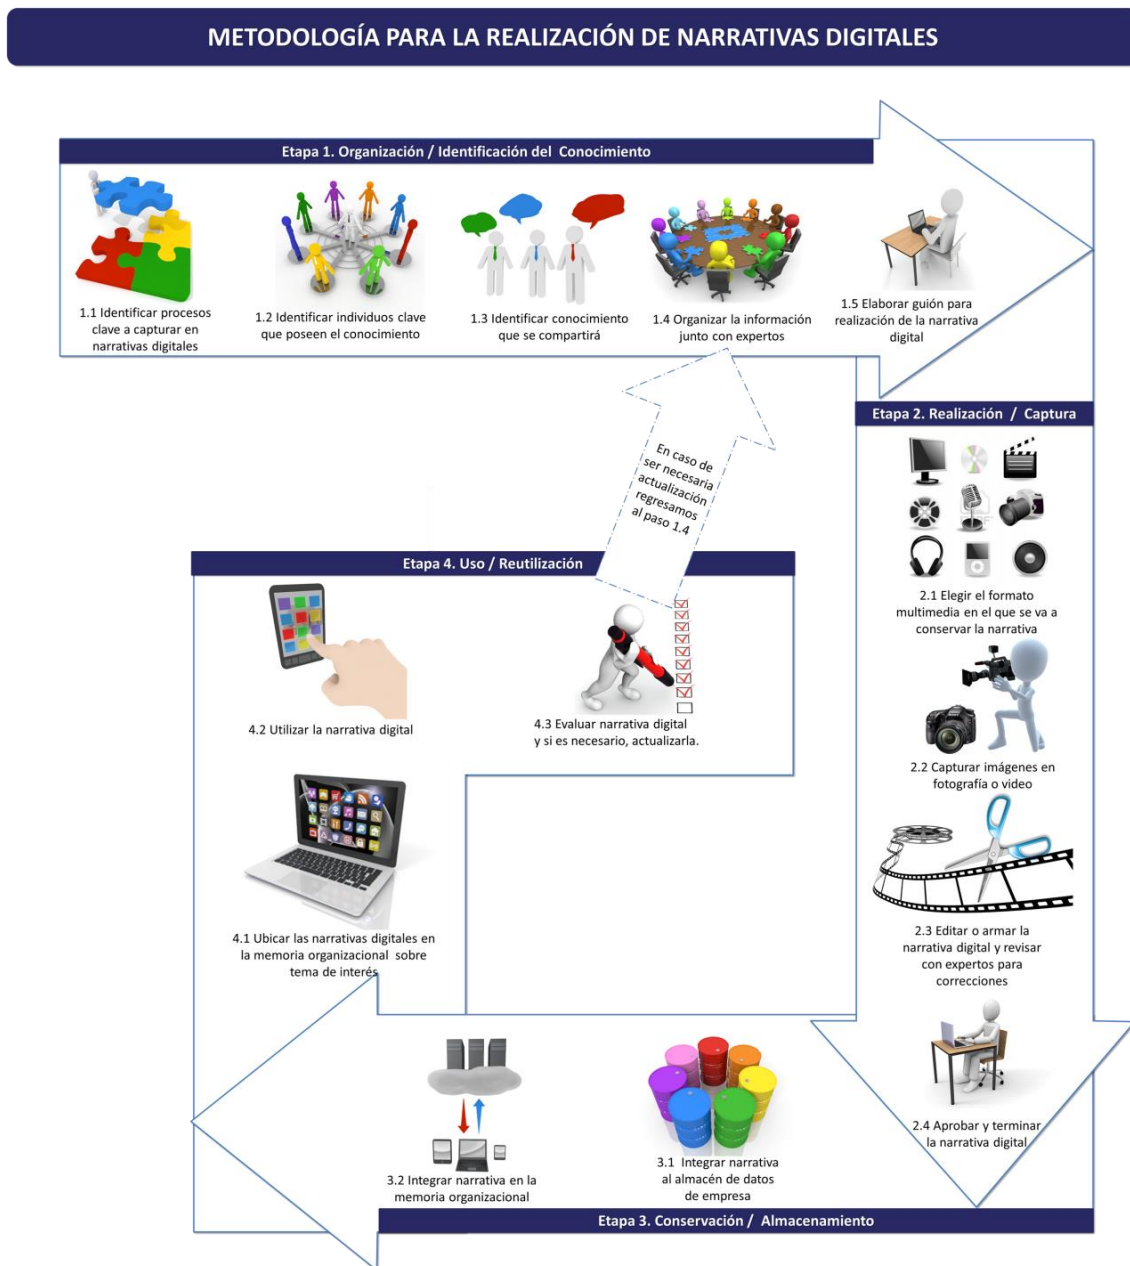 METODOLOGÍA PARA LA REALIZACIÓN DE NARRATIVAS DIGITALES
Etapa 1. Organización / Identificación del Conocimiento
1.1 Identificar procesos
clave a capturar en
narrativas digitales
1.2 Identificar individuos clave
que poseen el conocimiento
1.3 Identificar conocimiento
que se compartirá
1.4 Organizar la información
junto con expertos
1.5 Elaborar guión para
realización de la narrativa
digital
Etapa 2. Realización / Captura
2.1 Elegir el formato
multimedia en el que se va a
conservar la narrativa
2.2 Capturar imágenes en
fotografía o video
2.3 Editar o armar la
narrativa digital y revisar
con expertos para
correcciones
2.4 Aprobar y terminar
la narrativa digital
Etapa 3. Conservación / Almacenamiento
3.1 Integrar narrativa
al almacén de datos
de empresa
3.2 Integrar narrativa en la
memoria organizacional
Etapa 4. Uso / Reutilización
4.1 Ubicar las narrativas digitales en
la memoria organizacional sobre
tema de interés
4.2 Utilizar la narrativa digital
4.3 Evaluar narrativa digital
y si es necesario, actualizarla.
En caso de
ser necesaria
actualización
regresamos
al paso 1.4